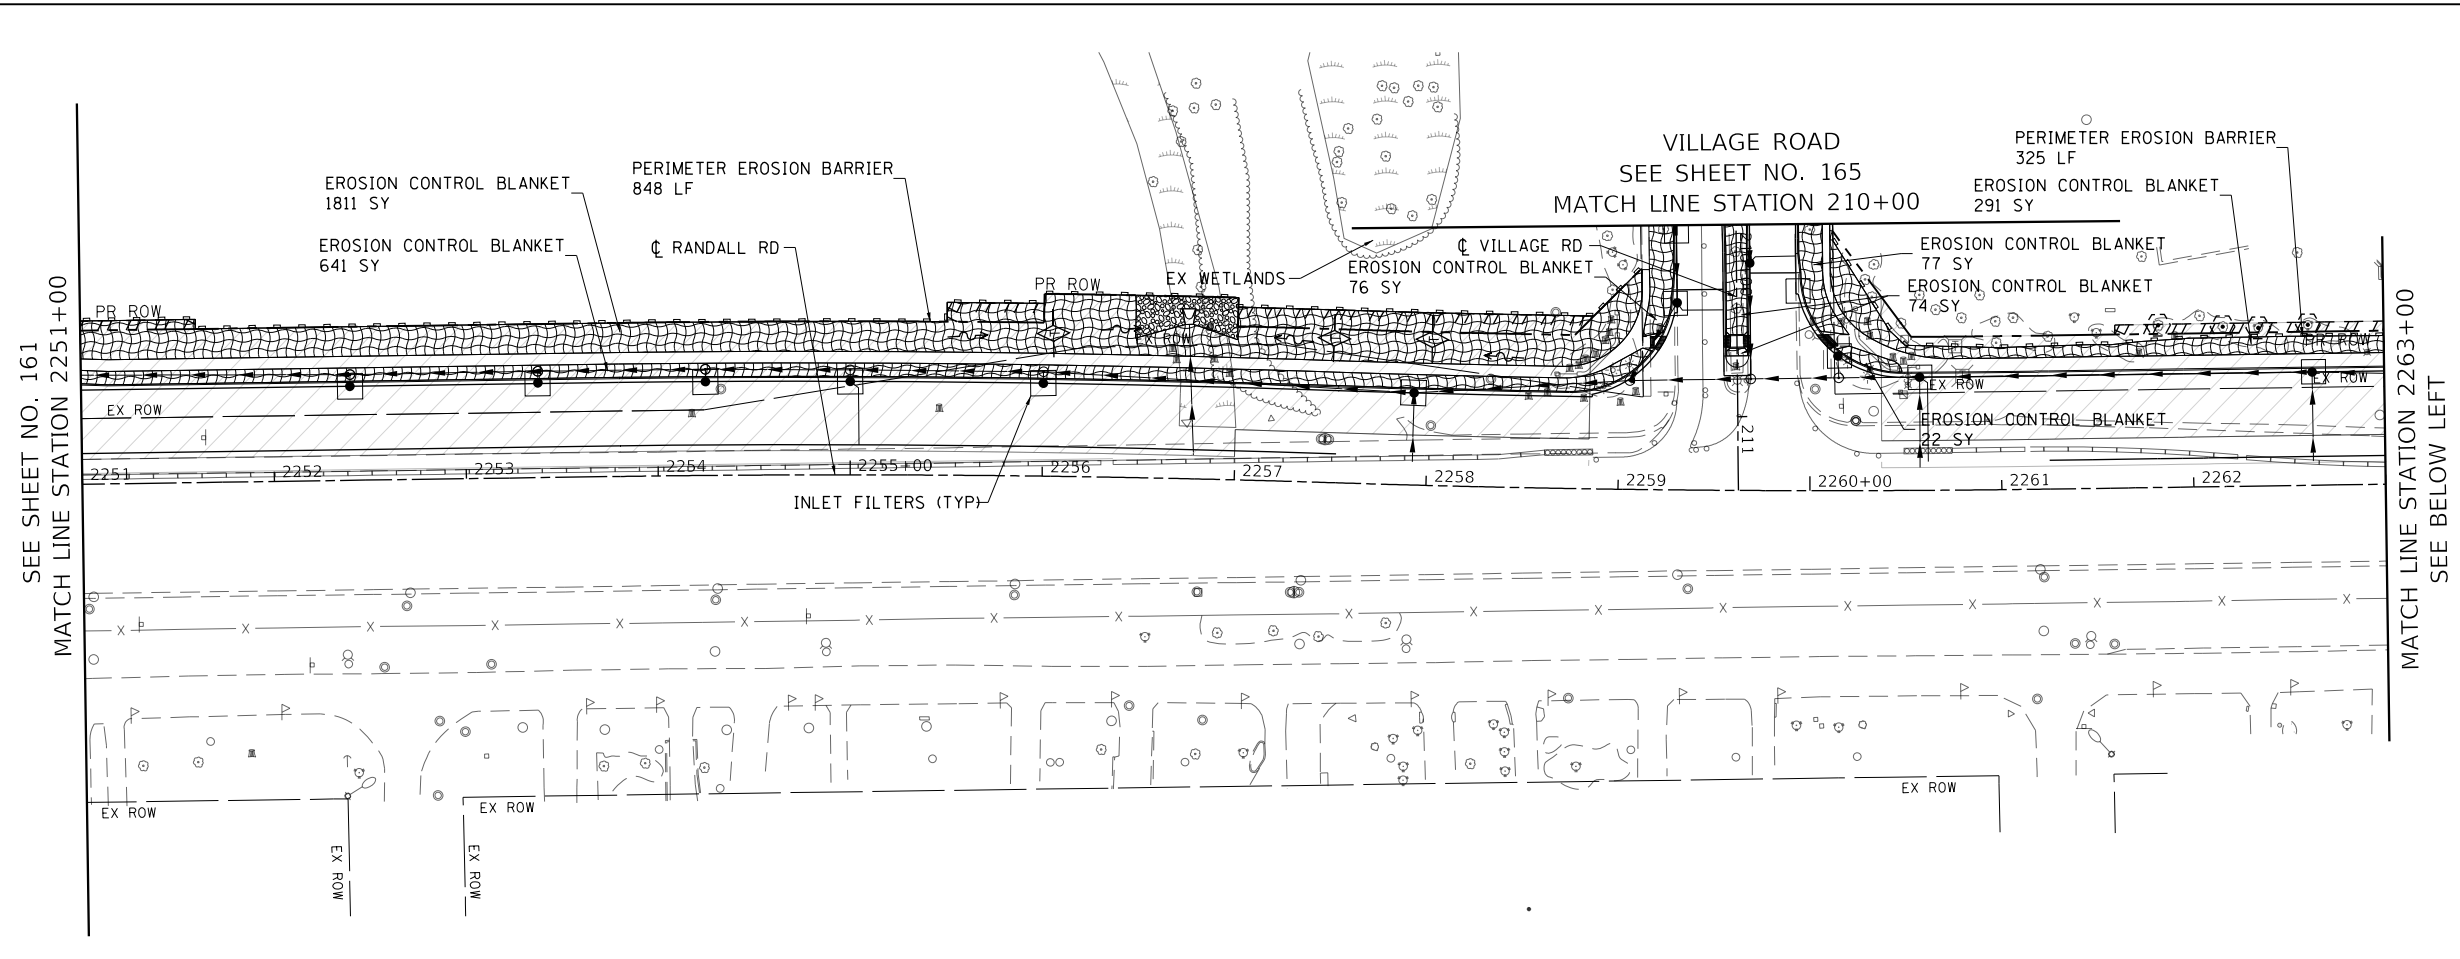 VILLAGE ROAD
SEE SHEET NO. 165
MATCH LINE STATION 210+00
PERIMETER EROSION BARRIER
325 LF
EROSION CONTROL BLANKET
291 SY
EROSION CONTROL BLANKET
1811 SY
PERIMETER EROSION BARRIER
848 LF
EROSION CONTROL BLANKET
641 SY
℄ RANDALL RD
EX WETLANDS
℄ VILLAGE RD
EROSION CONTROL BLANKET
76 SY
EROSION CONTROL BLANKET
77 SY
EROSION CONTROL BLANKET
74 SY
PR ROW
PR ROW
EX ROW
PR ROW
EX ROW
EX ROW
EX ROW
EROSION CONTROL BLANKET
22 SY
211
2251
2252
2253
2254
2255+00
2256
2257
2258
2259
2260+00
2261
2262
INLET FILTERS (TYP)
SEE SHEET NO. 161
MATCH LINE STATION 2251+00
MATCH LINE STATION 2263+00
SEE BELOW LEFT
X X X X X X X X X X X X X X X X X X X
EX ROW
EX ROW
EX ROW
EX ROW
EX ROW